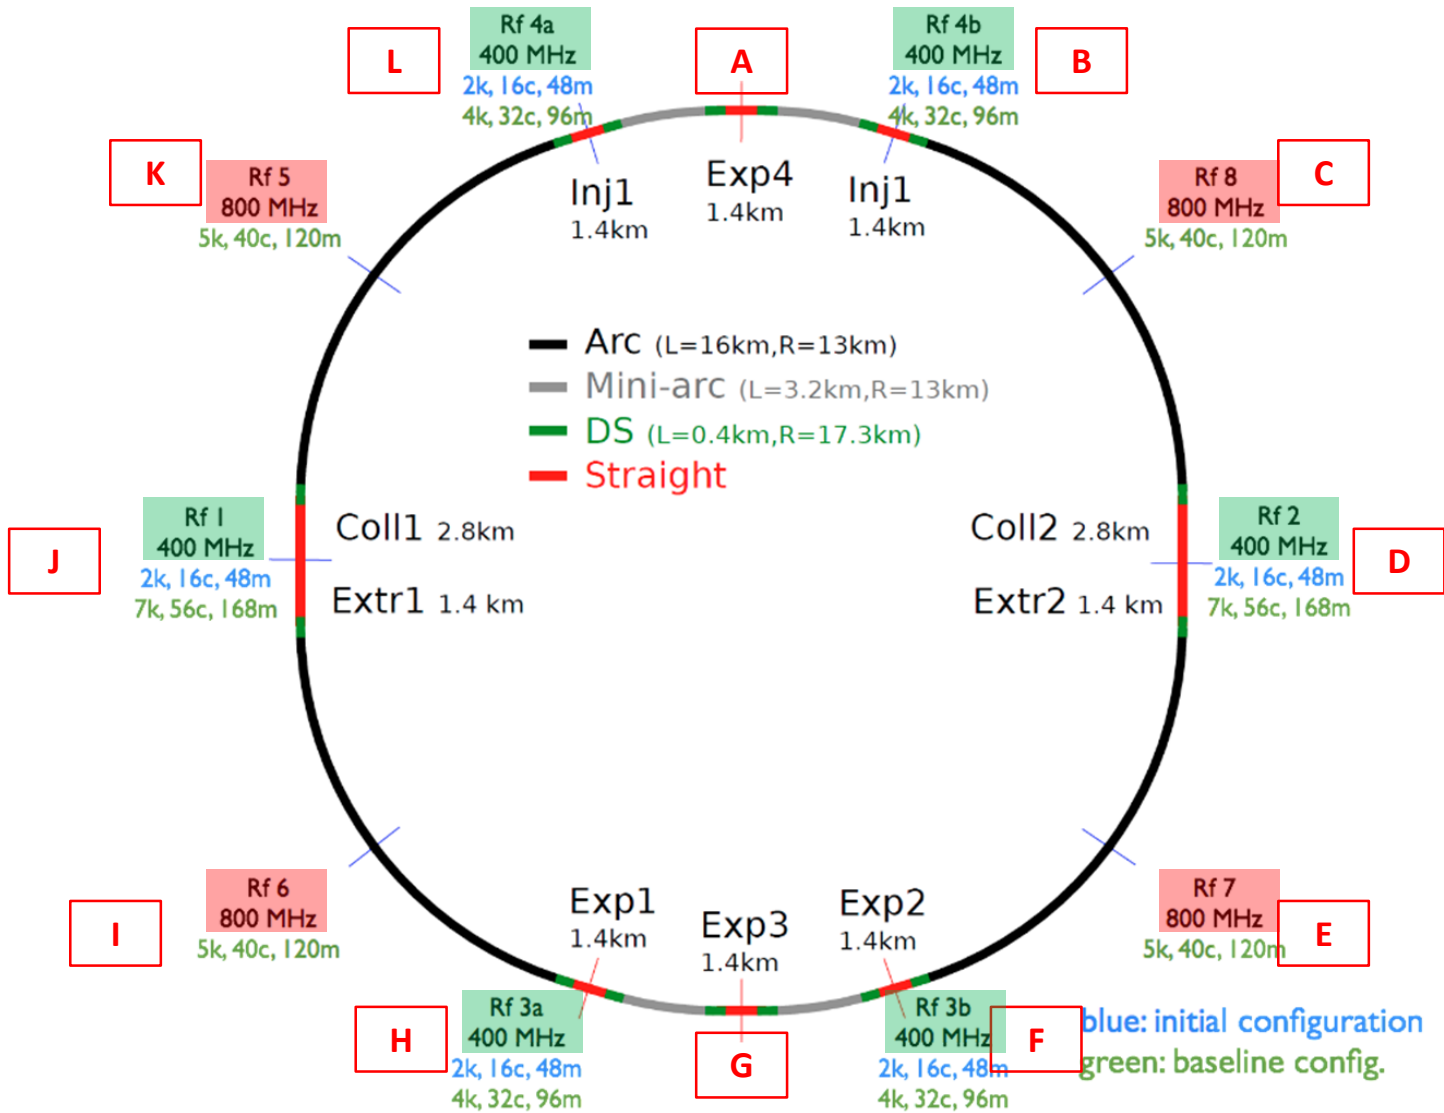 Rf 4a
400 MHz
2k, 16c, 48m
4k, 32c, 96m
L
A
Rf 4b
400 MHz
2k, 16c, 48m
4k, 32c, 96m
B
K
Rf 5
800 MHz
5k, 40c, 120m
Inj1
1.4km
Exp4
1.4km
Inj1
1.4km
Rf 8
800 MHz
5k, 40c, 120m
C
Arc (L=16km,R=13km)
Mini-arc (L=3.2km,R=13km)
DS (L=0.4km,R=17.3km)
Straight
J
Rf 1
400 MHz
2k, 16c, 48m
7k, 56c, 168m
Coll1 2.8km
Extr1 1.4 km
Coll2 2.8km
Extr2 1.4 km
Rf 2
400 MHz
2k, 16c, 48m
7k, 56c, 168m
D
I
Rf 6
800 MHz
5k, 40c, 120m
Exp1
1.4km
Exp3
1.4km
Exp2
1.4km
Rf 7
800 MHz
5k, 40c, 120m
E
H
Rf 3a
400 MHz
2k, 16c, 48m
4k, 32c, 96m
G
Rf 3b
400 MHz
2k, 16c, 48m
4k, 32c, 96m
F
blue: initial configuration
green: baseline config.